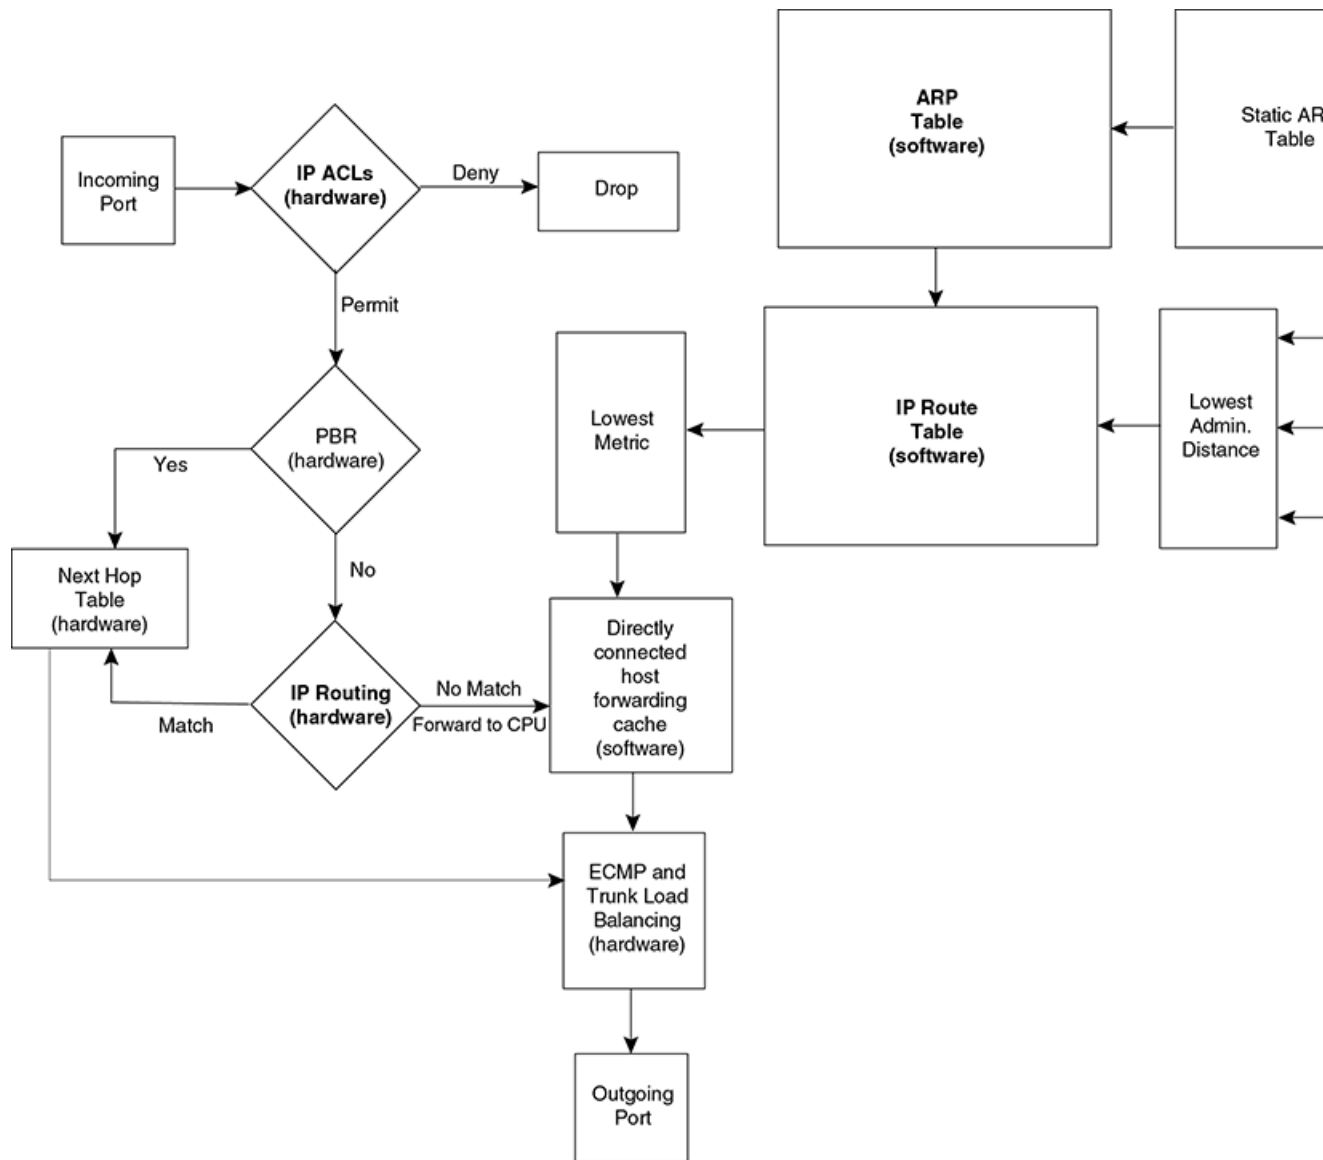 ARP
Table
(software)
Static AR
Table
Incoming
Port
IP ACLs
(hardware)
Deny
Drop
Permit
PBR
(hardware)
Yes
No
Lowest
Metric
IP Route
Table
(software)
Lowest
Admin.
Distance
Next Hop
Table
(hardware)
IP Routing
(hardware)
Match
No Match
Forward to CPU
Directly
connected
host
forwarding
cache
(software)
ECMP and
Trunk Load
Balancing
(hardware)
Outgoing
Port